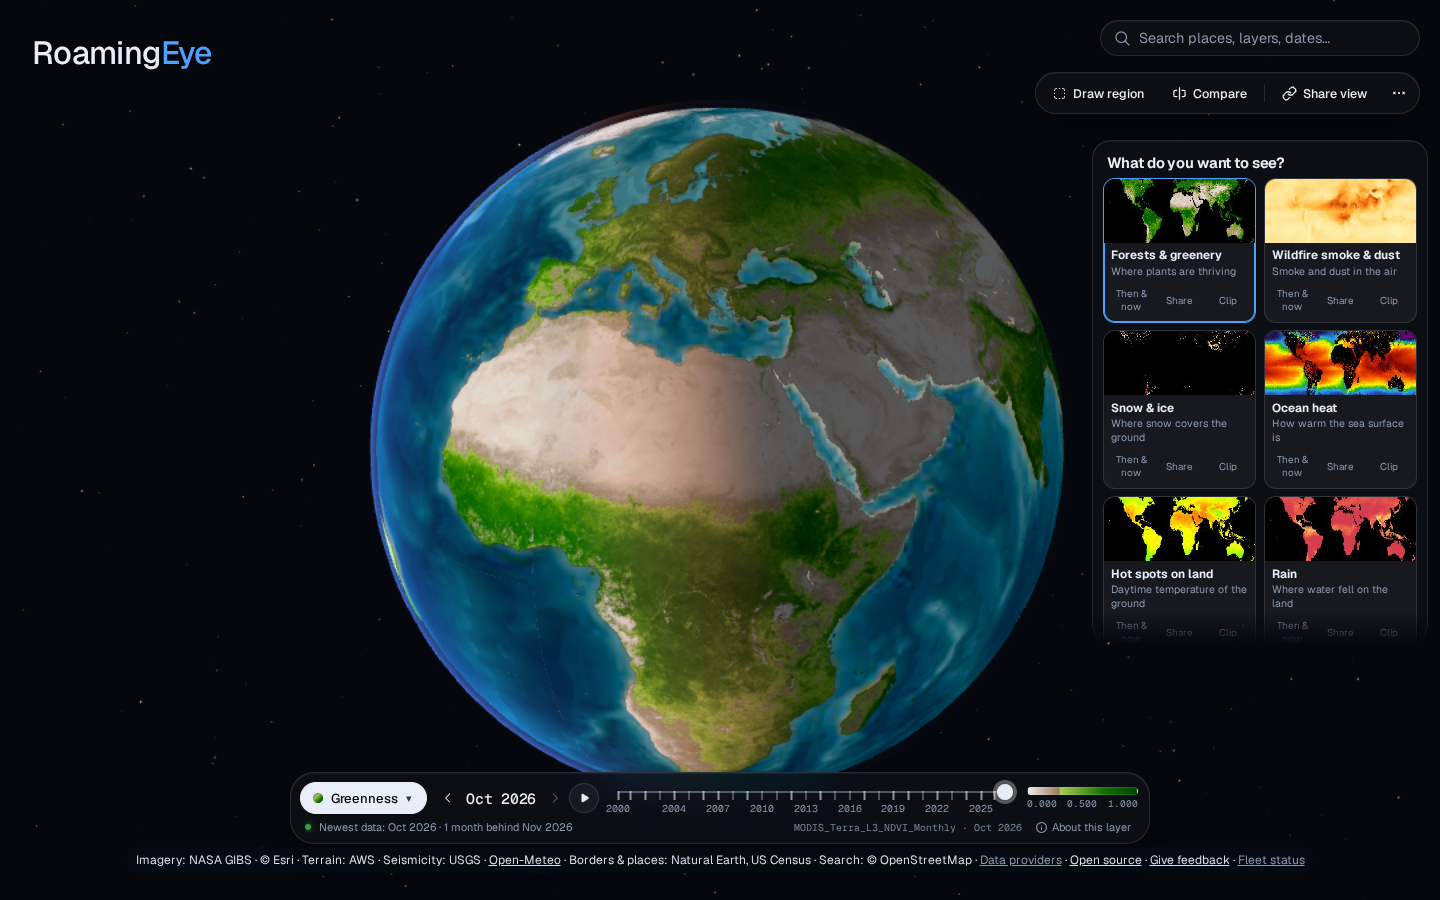 RoamingEye
Search places, layers, dates...
Draw region
Compare
Share view
What do you want to see?
Forests & greenery
Where plants are thriving
Then & now
Share
Clip
Wildfire smoke & dust
Smoke and dust in the air
Then & now
Share
Clip
Snow & ice
Where snow covers the ground
Then & now
Share
Clip
Ocean heat
How warm the sea surface is
Then & now
Share
Clip
Hot spots on land
Daytime temperature of the ground
Then & now
Share
Clip
Rain
Where water fell on the land
Then & now
Share
Clip
Greenness
Oct 2026
2000 2004 2007 2010 2013 2016 2019 2022 2025
0.000 0.500 1.000
Newest data: Oct 2026 · 1 month behind Nov 2026
MODIS_Terra_L3_NDVI_Monthly · Oct 2026
About this layer
Imagery: NASA GIBS · © Esri · Terrain: AWS · Seismicity: USGS · Open-Meteo · Borders & places: Natural Earth, US Census · Search: © OpenStreetMap · Data providers · Open source · Give feedback · Fleet status